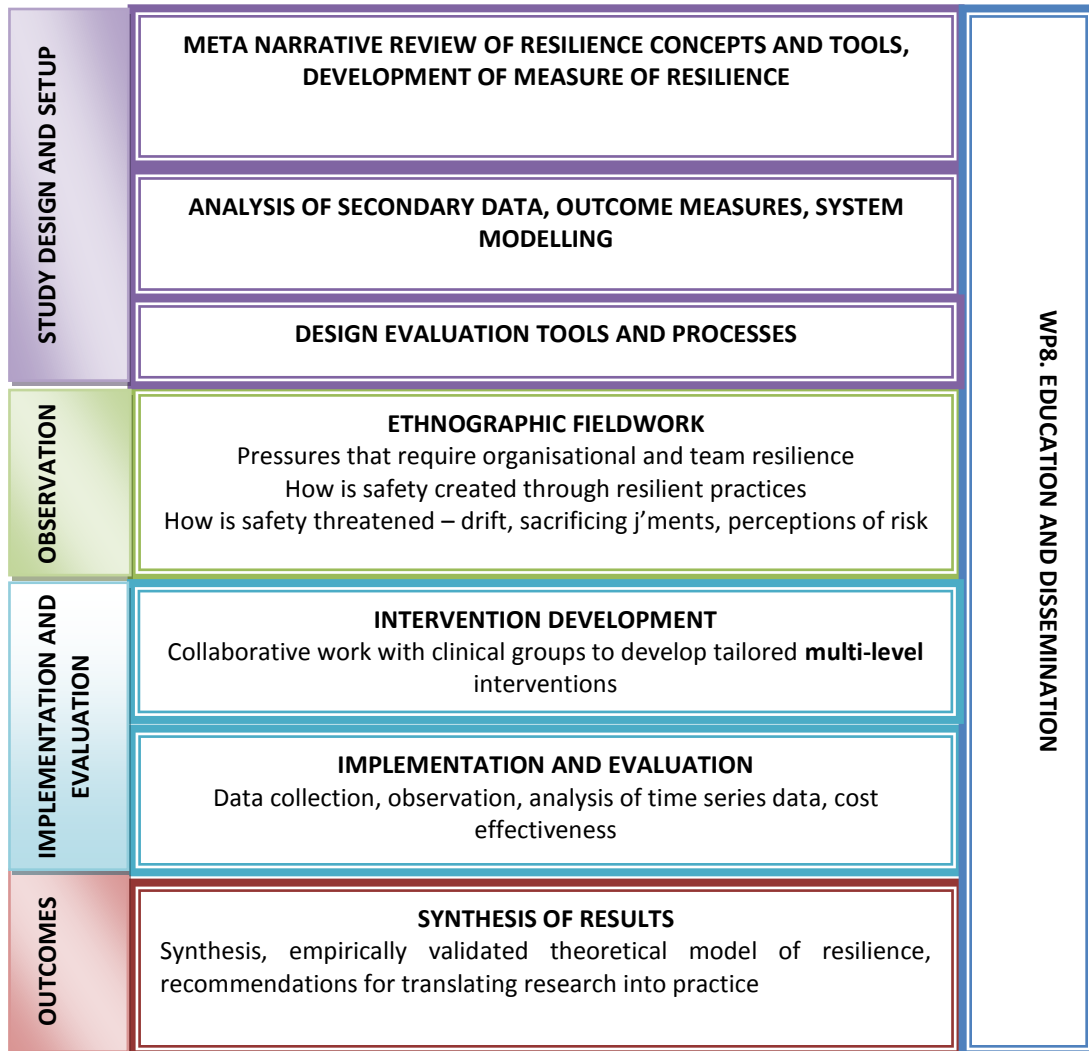 STUDY DESIGN AND SETUP
META NARRATIVE REVIEW OF RESILIENCE CONCEPTS AND TOOLS,
DEVELOPMENT OF MEASURE OF RESILIENCE
ANALYSIS OF SECONDARY DATA, OUTCOME MEASURES, SYSTEM
MODELLING
DESIGN EVALUATION TOOLS AND PROCESSES
OBSERVATION
ETHNOGRAPHIC FIELDWORK
Pressures that require organisational and team resilience
How is safety created through resilient practices
How is safety threatened – drift, sacrificing j’ments, perceptions of risk
IMPLEMENTATION AND
EVALUATION
INTERVENTION DEVELOPMENT
Collaborative work with clinical groups to develop tailored multi-level
interventions
IMPLEMENTATION AND EVALUATION
Data collection, observation, analysis of time series data, cost
effectiveness
OUTCOMES
SYNTHESIS OF RESULTS
Synthesis, empirically validated theoretical model of resilience,
recommendations for translating research into practice
WP8. EDUCATION AND DISSEMINATION